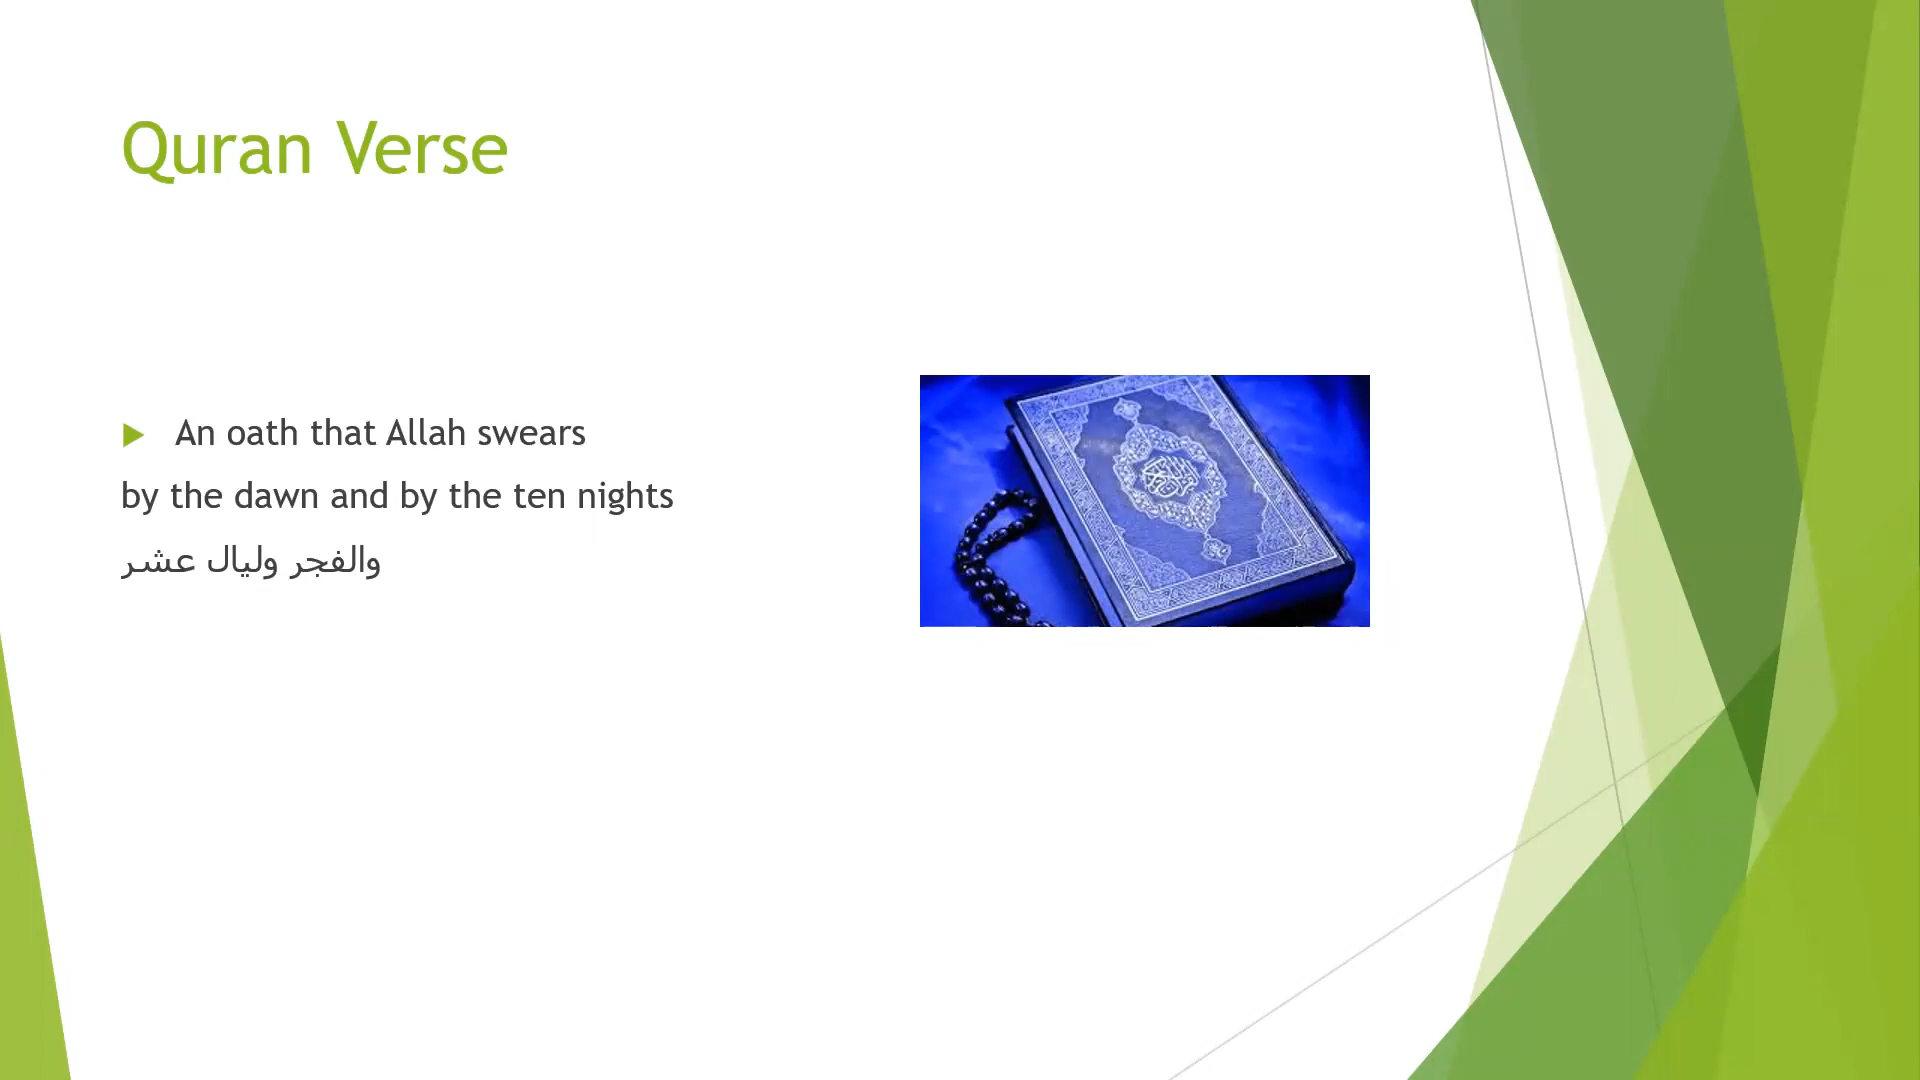 Quran Verse
An oath that Allah swears
by the dawn and by the ten nights
والفجر وليال عشر